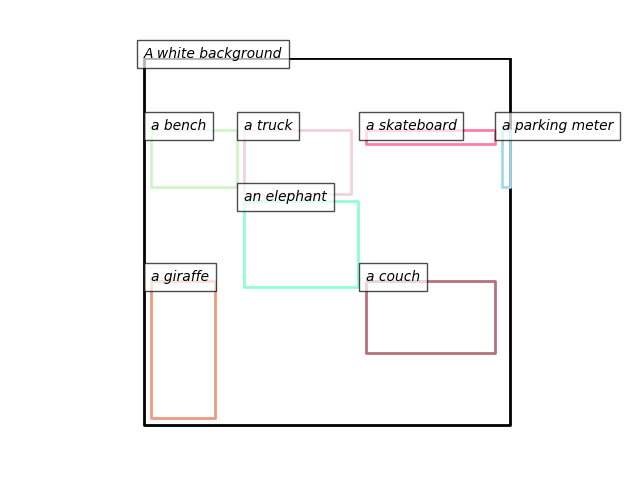 A white background
a bench
a truck
a skateboard
a parking meter
an elephant
a giraffe
a couch